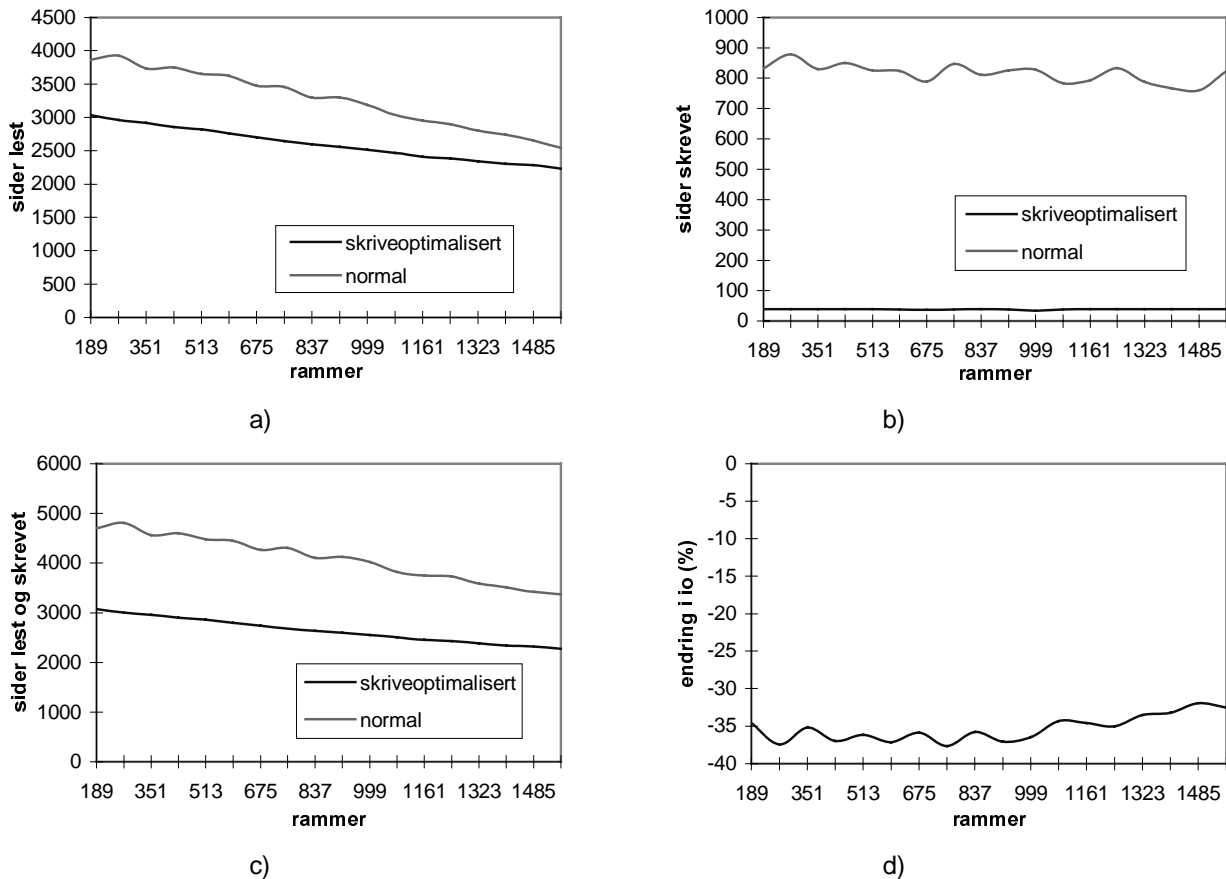 4500
4000
3500
3000
2500
2000
1500
1000
500
0
sider lest
skriveoptimalisert
normal
189 351 513 675 837 999 1161 1323 1485
rammer
a)
1000
900
800
700
600
500
400
300
200
100
0
sider skrevet
skriveoptimalisert
normal
189 351 513 675 837 999 1161 1323 1485
rammer
b)
6000
5000
4000
3000
2000
1000
0
sider lest og skrevet
skriveoptimalisert
normal
189 351 513 675 837 999 1161 1323 1485
rammer
c)
0
-5
-10
-15
-20
-25
-30
-35
-40
endring i io (%)
189 351 513 675 837 999 1161 1323 1485
rammer
d)